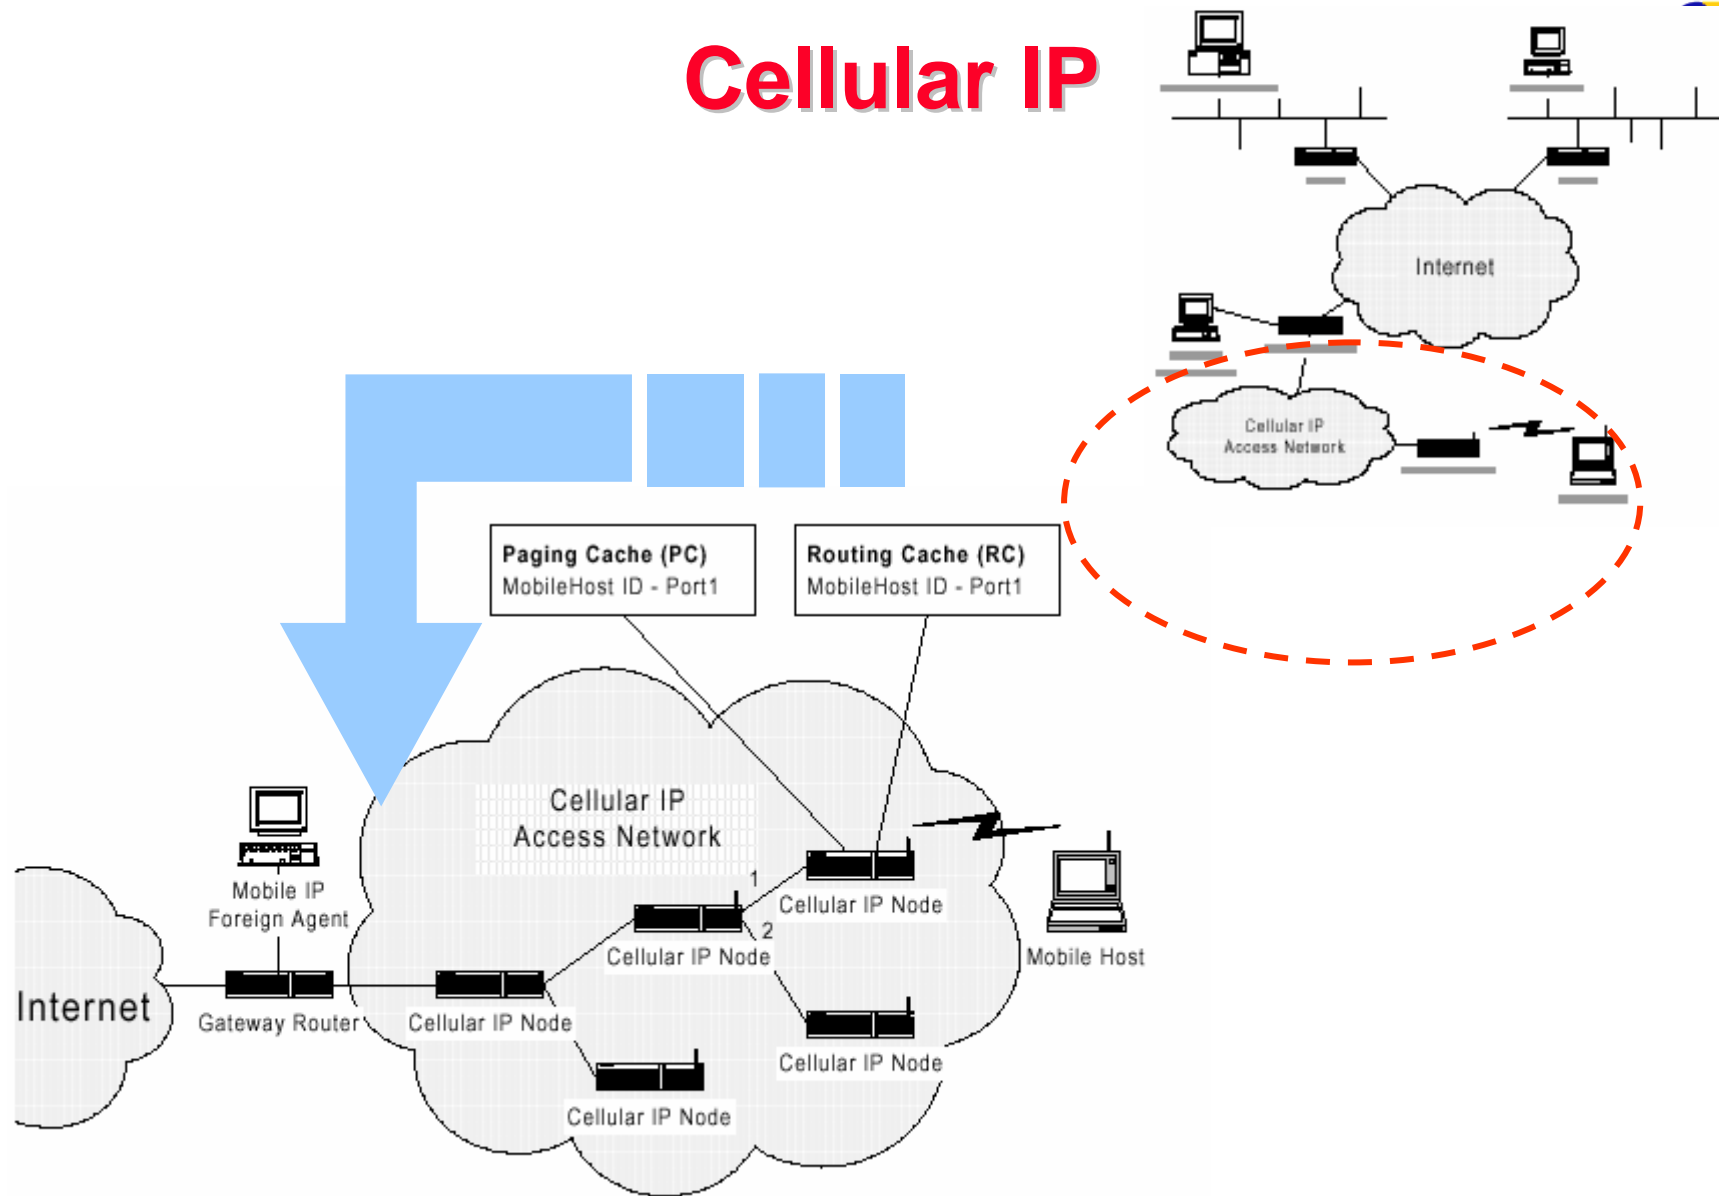 Cellular IP
Internet
Cellular IP
Access Network
Paging Cache (PC)
MobileHost ID - Port1
Routing Cache (RC)
MobileHost ID - Port1
Cellular IP
Access Network
Mobile IP
Foreign Agent
1
Cellular IP Node
2
Cellular IP Node
Mobile Host
Internet
Gateway Router
Cellular IP Node
Cellular IP Node
Cellular IP Node